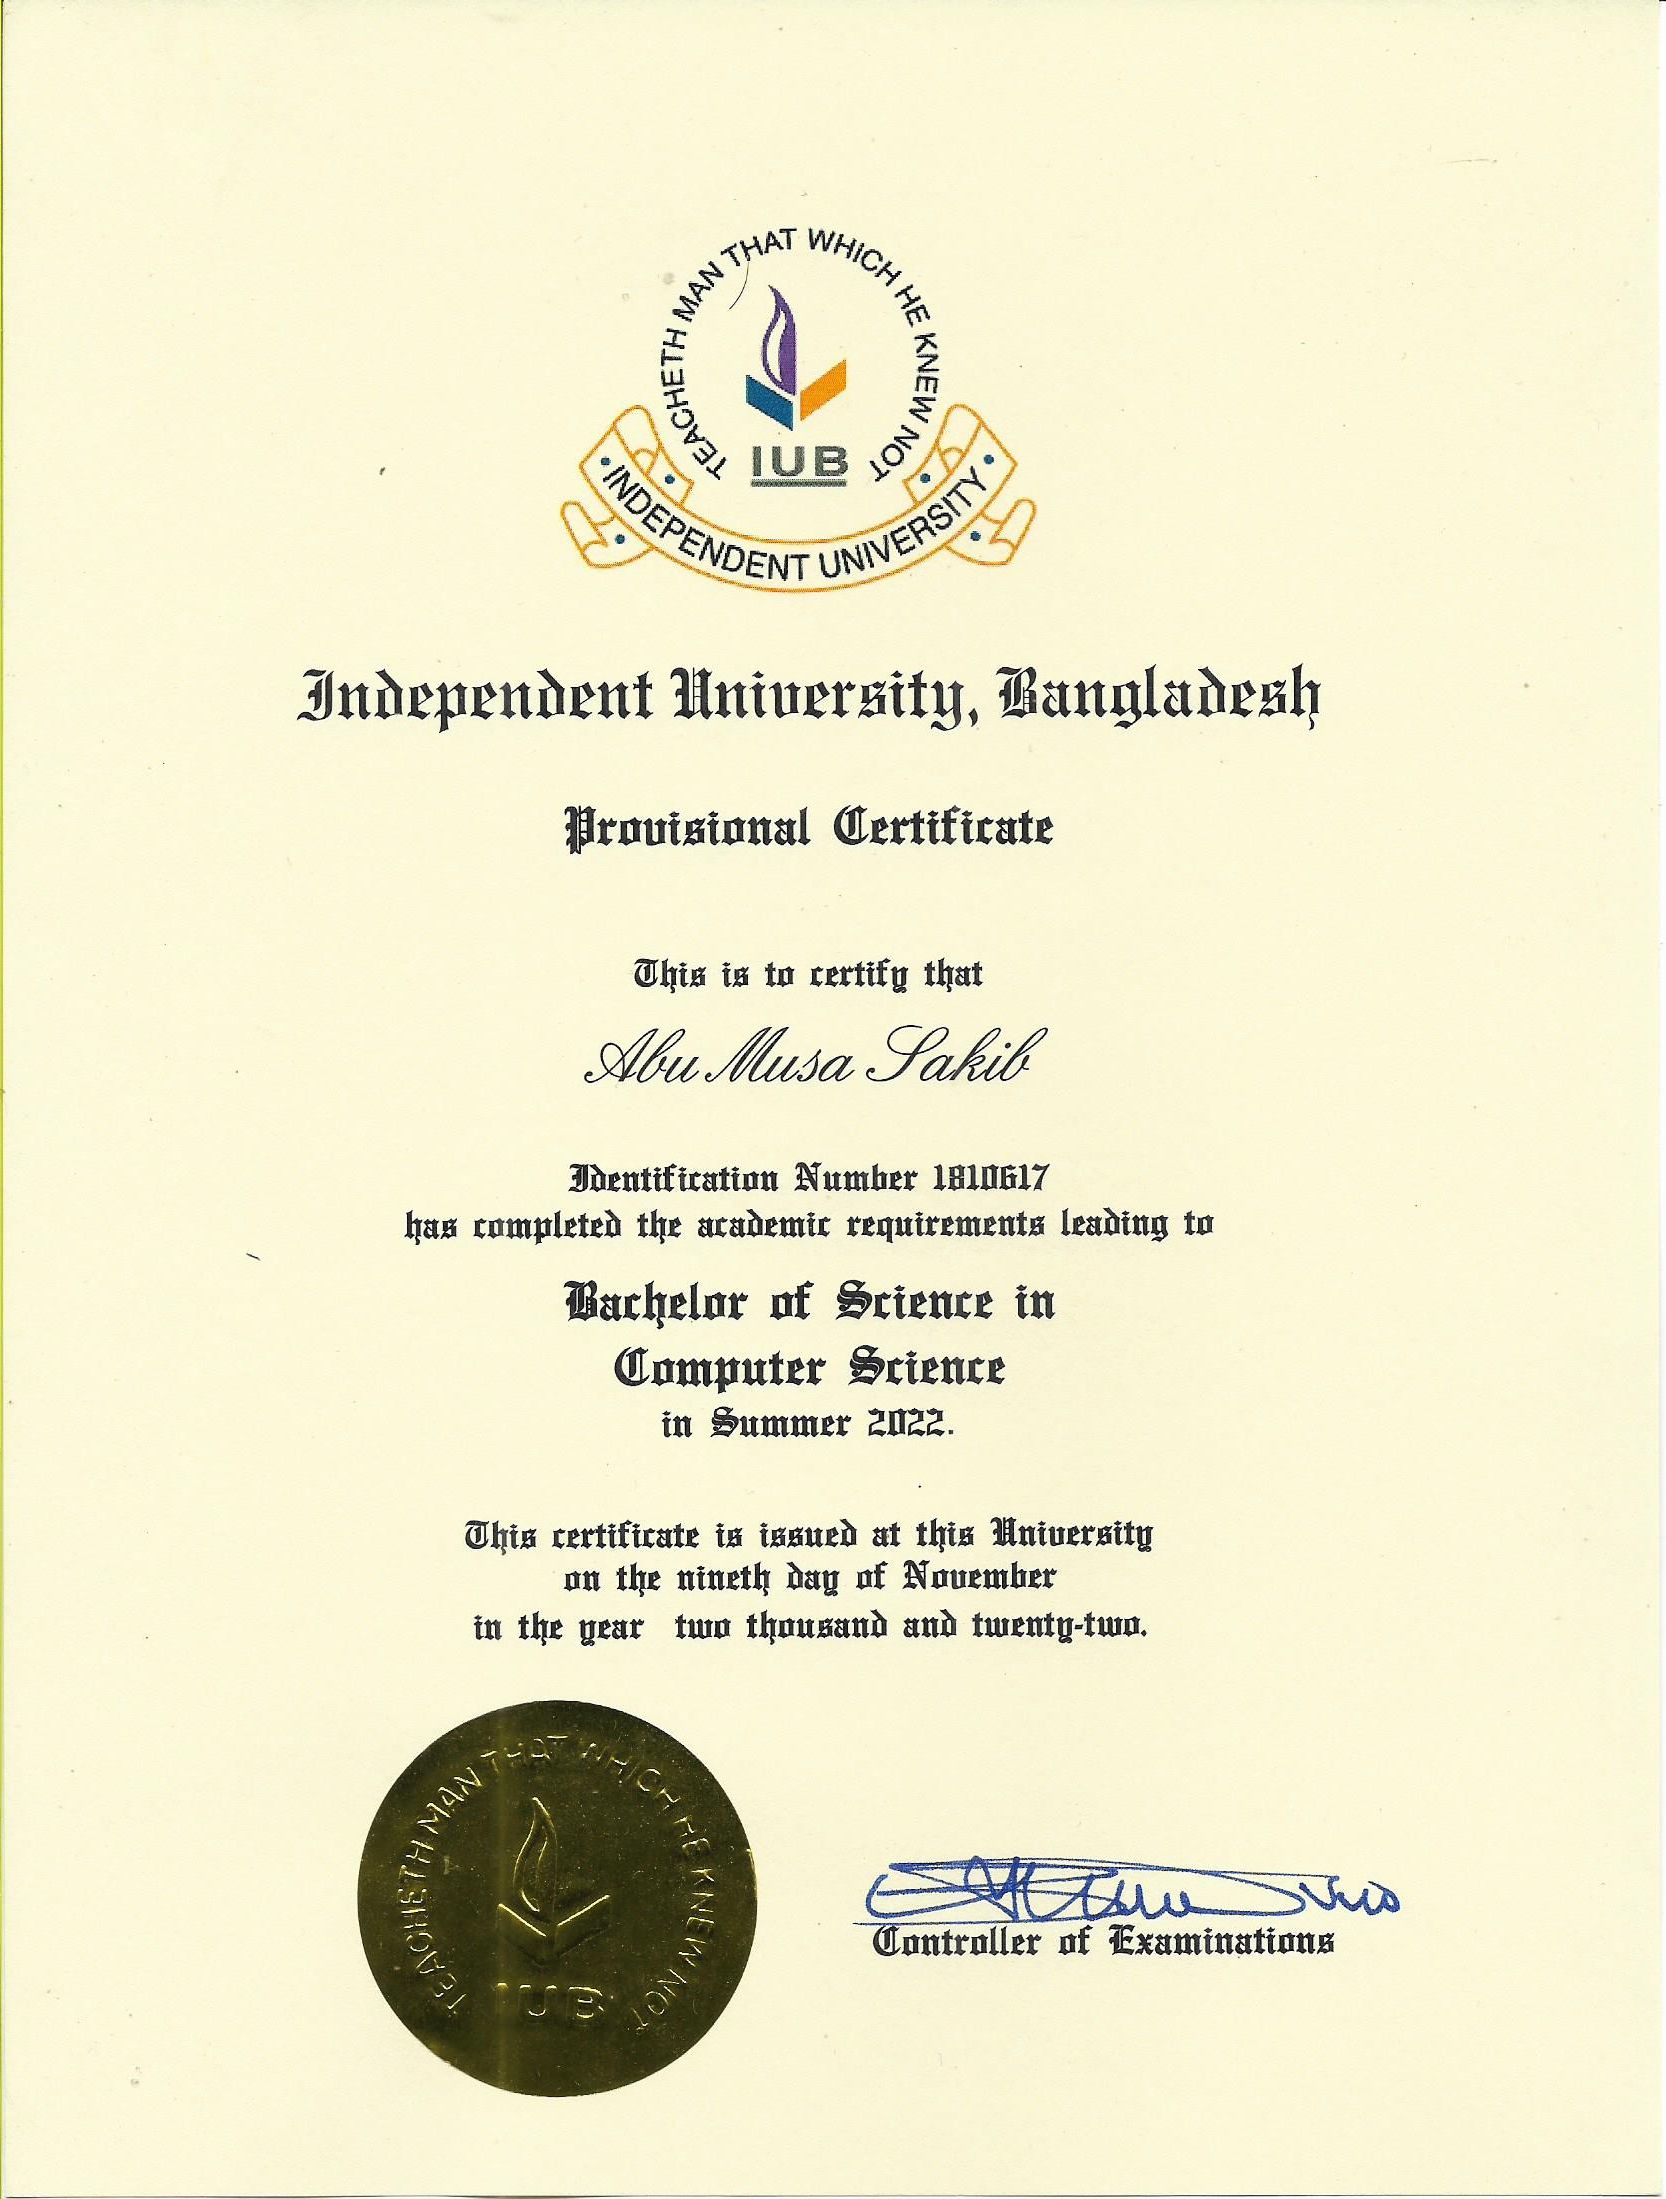 TEACHETH MAN THAT WHICH HE KNEW NOT
IUB
INDEPENDENT UNIVERSITY
Independent University, Bangladesh
Provisional Certificate
This is to certify that
Abu Musa Sakib
Identification Number 1810617
has completed the academic requirements leading to
Bachelor of Science in
Computer Science
in Summer 2022.
This certificate is issued at this University
on the nineth day of November
in the year two thousand and twenty-two.
TEACHETH MAN THAT WHICH HE KNEW NOT
IUB
Controller of Examinations